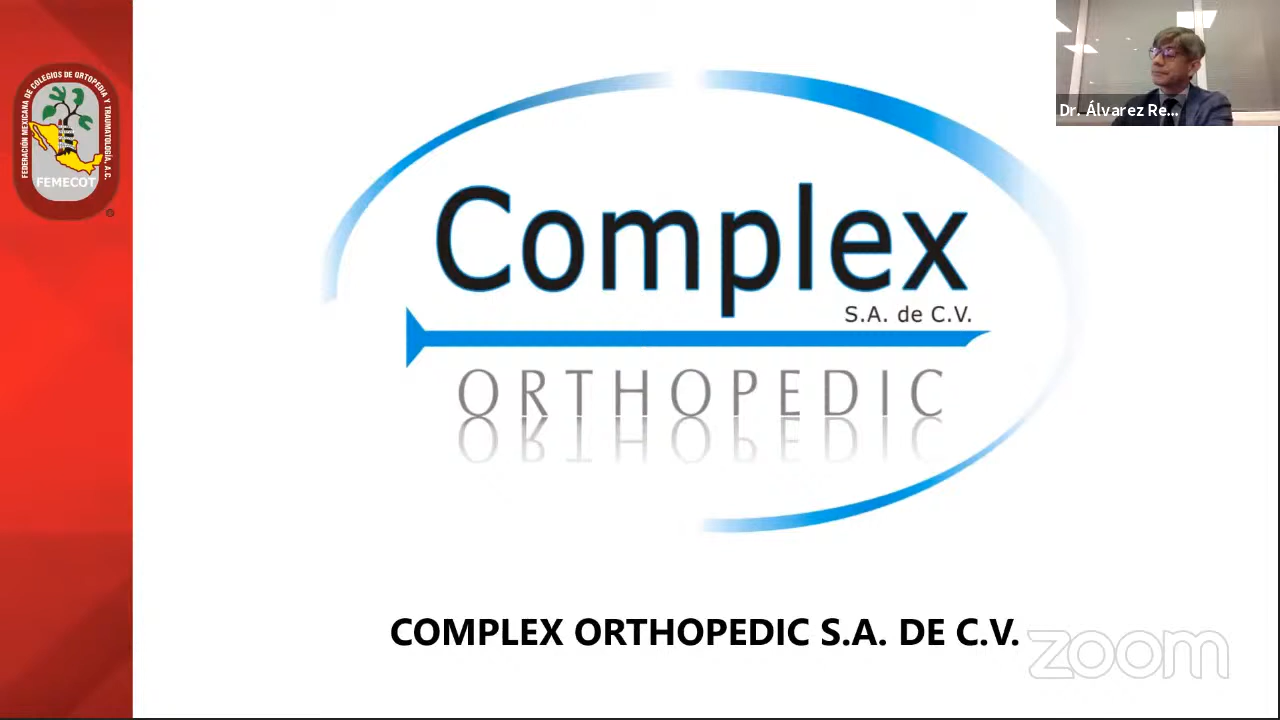 FEDERACIÓN MEXICANA DE COLEGIOS DE ORTOPEDIA Y TRAUMATOLOGÍA, A.C.
FEMECOT
®
Dr. Álvarez Re...
Complex
S.A. de C.V.
ORTHOPEDIC
COMPLEX ORTHOPEDIC S.A. DE C.V.
zoom